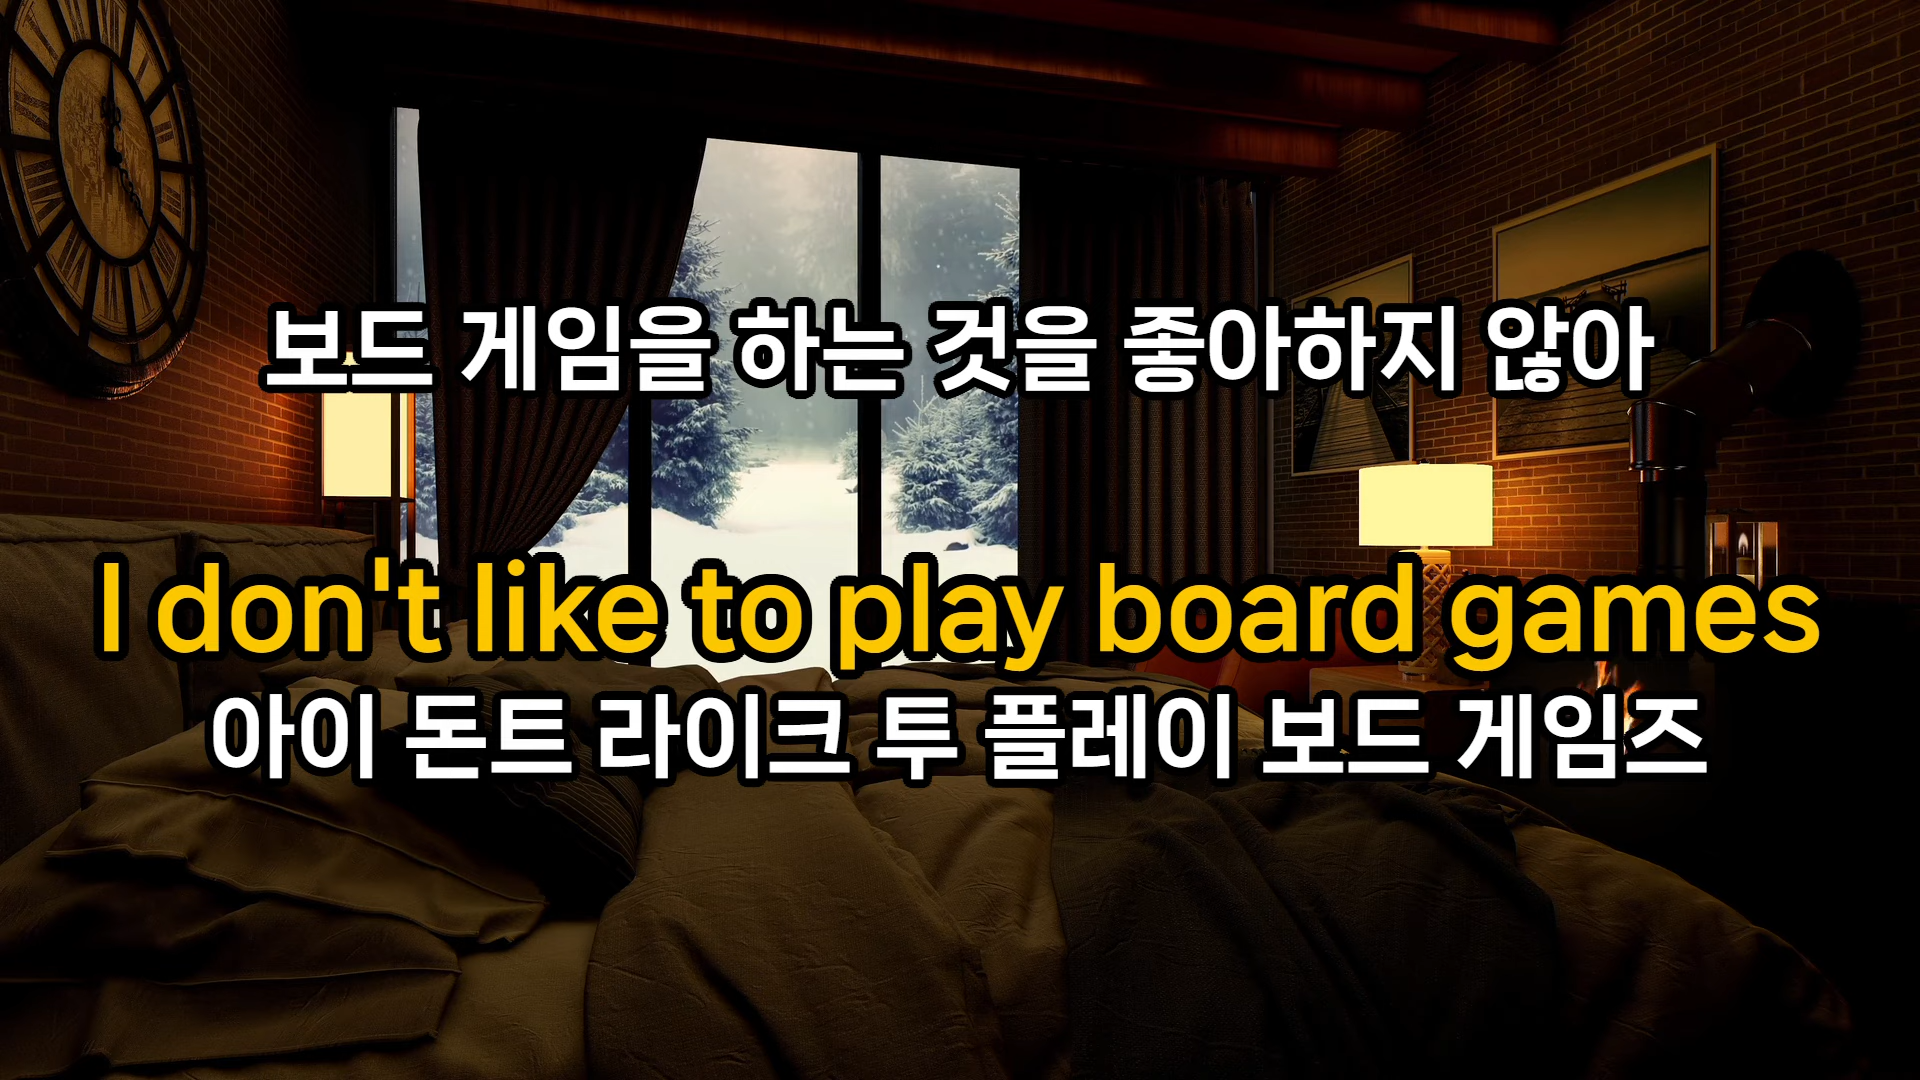 보드 게임을 하는 것을 좋아하지 않아
I don't like to play board games
아이 돈트 라이크 투 플레이 보드 게임즈